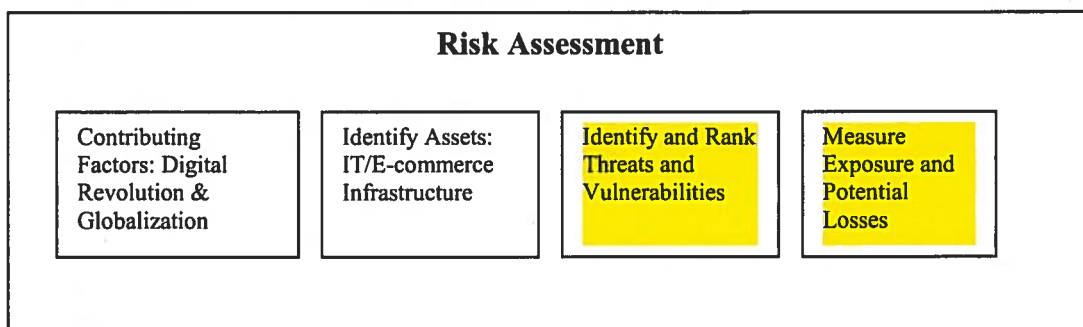 Risk Assessment
Contributing
Factors: Digital
Revolution &
Globalization
Identify Assets:
IT/E-commerce
Infrastructure
Identify and Rank
Threats and
Vulnerabilities
Measure
Exposure and
Potential
Losses